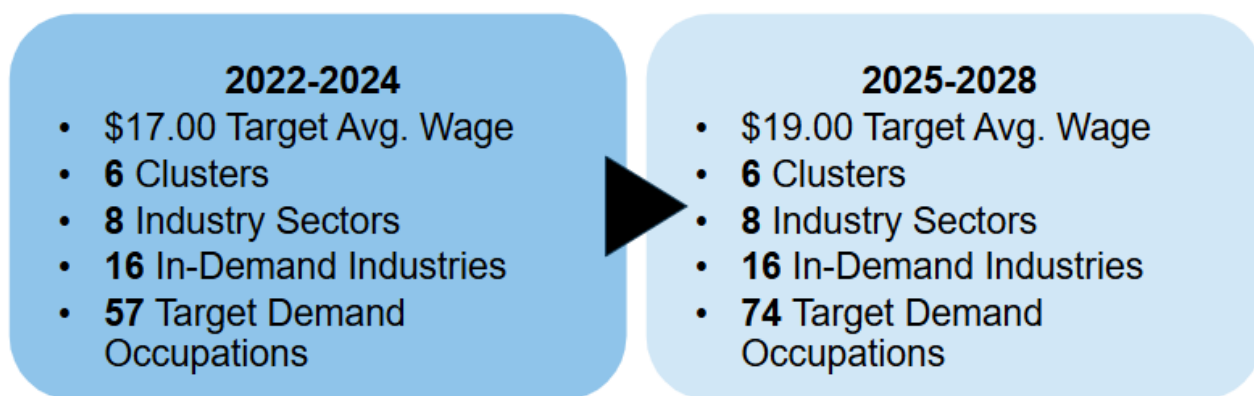 2022-2024
• $17.00 Target Avg. Wage
• 6 Clusters
• 8 Industry Sectors
• 16 In-Demand Industries
• 57 Target Demand
Occupations
2025-2028
• $19.00 Target Avg. Wage
• 6 Clusters
• 8 Industry Sectors
• 16 In-Demand Industries
• 74 Target Demand
Occupations